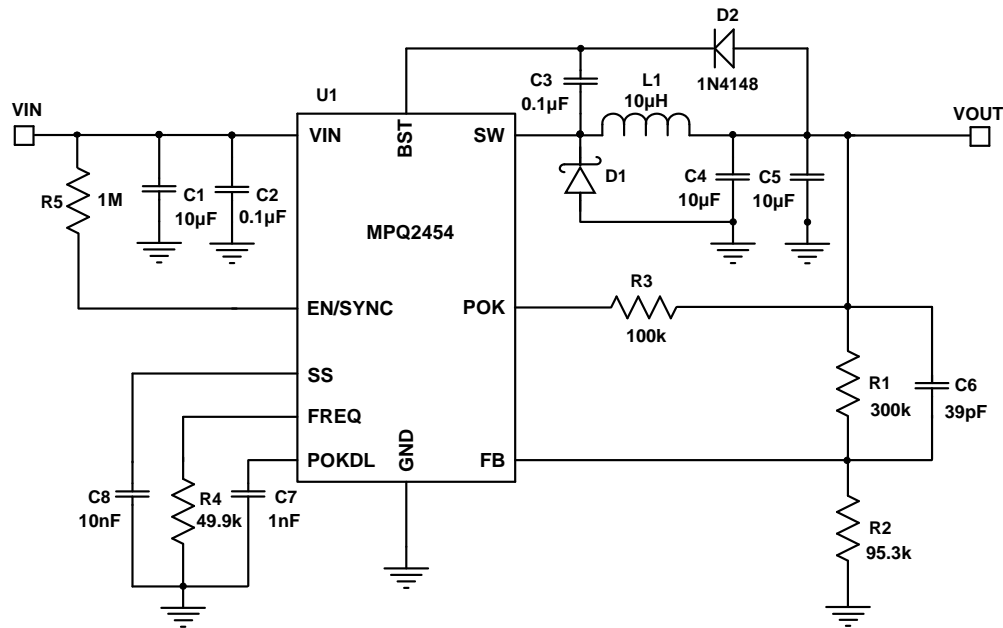 D2
1N4148
C3
0.1µF
L1
10µH
U1
VIN
VIN
BST
SW
VOUT
R5
1M
C1
10µF
C2
0.1µF
D1
C4
10µF
C5
10µF
MPQ2454
EN/SYNC
POK
R3
100k
SS
FREQ
POKDL
GND
FB
R1
300k
C6
39pF
C8
10nF
R4
49.9k
C7
1nF
R2
95.3k